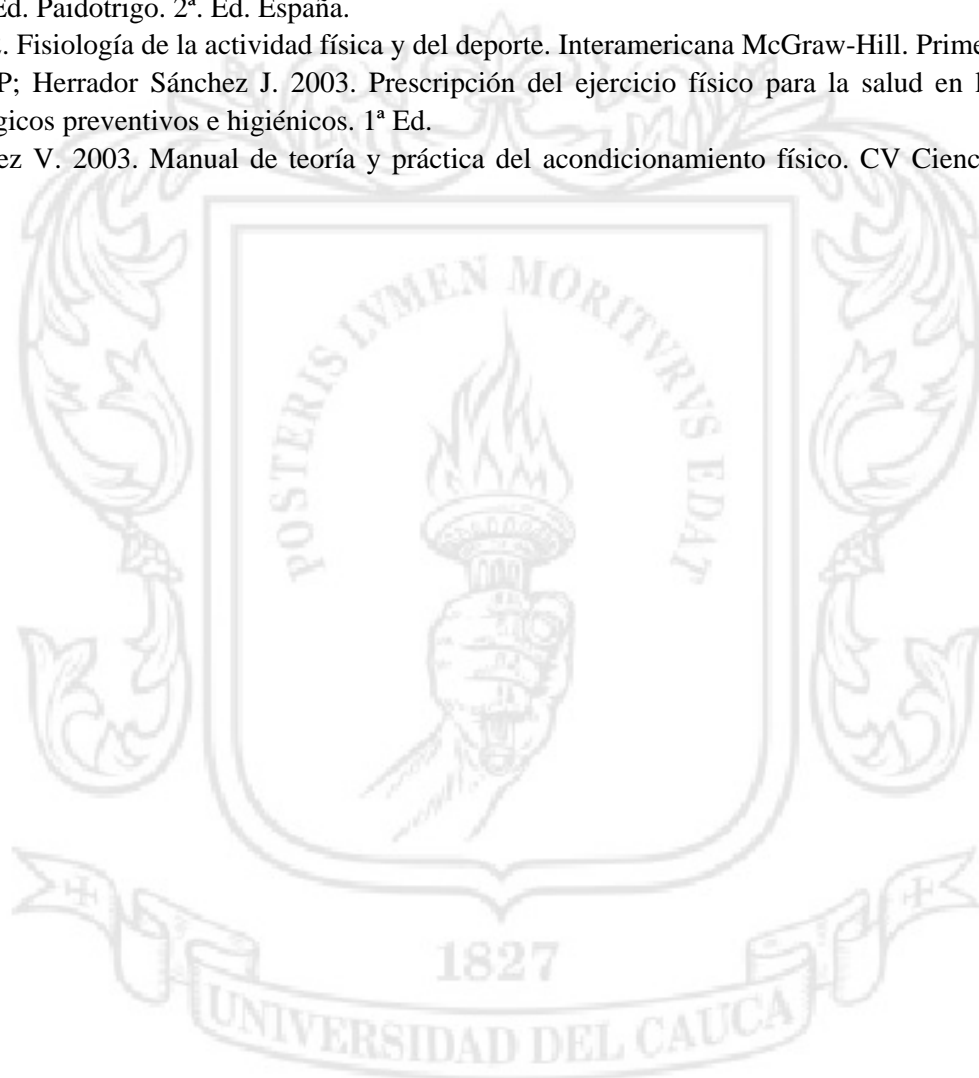 Ed. Paidotrigo. 2ª. Ed. España.
. Fisiología de la actividad física y del deporte. Interamericana McGraw-Hill. Prime
P; Herrador Sánchez J. 2003. Prescripción del ejercicio físico para la salud en l
gicos preventivos e higiénicos. 1ª Ed.
ez V. 2003. Manual de teoría y práctica del acondicionamiento físico. CV Cienc
POSTERIS LVMEN MORITVRVS EDAT
1827
UNIVERSIDAD DEL CAUCA